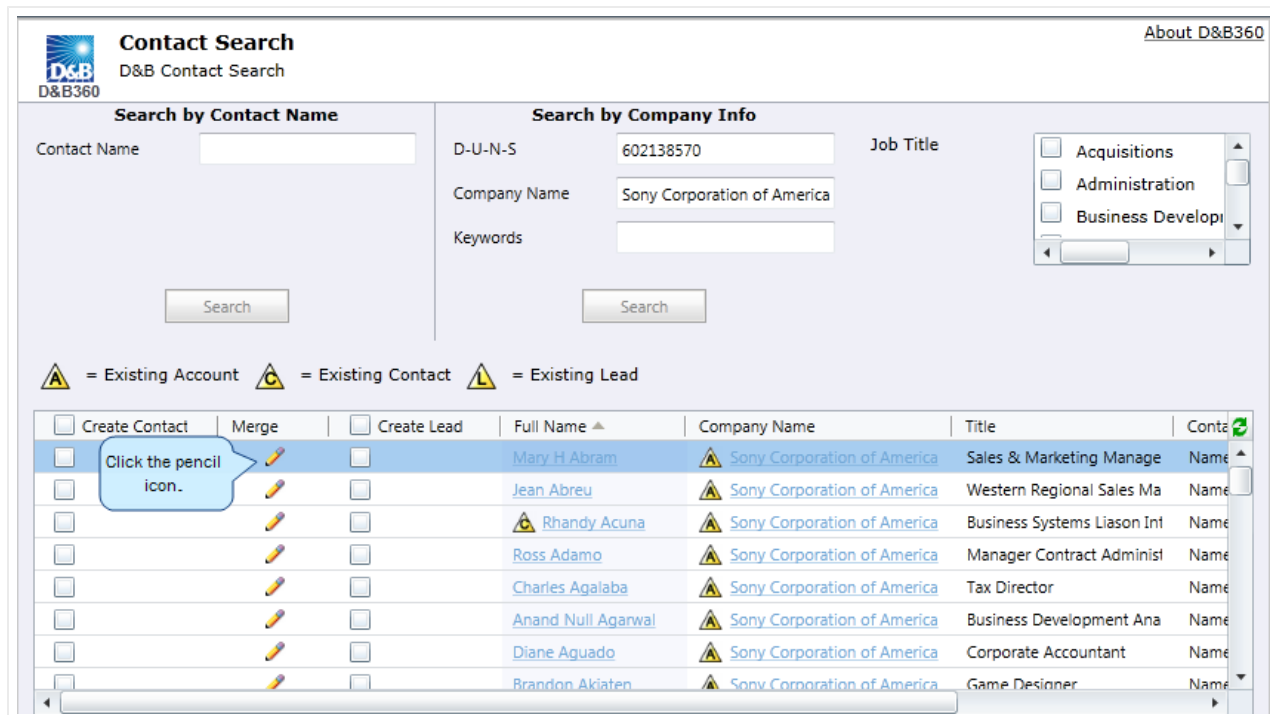 About D&B360
Contact Search
D&B Contact Search
D&B
D&B360
Search by Contact Name
Search by Company Info
Contact Name
D-U-N-S
602138570
Job Title
Acquisitions
Administration
Business Develop
Company Name
Sony Corporation of America
Keywords
Search
Search
A = Existing Account C = Existing Contact L = Existing Lead
Create Contact Merge Create Lead Full Name Company Name Title Conta
Click the pencil
icon.
Mary H Abram A Sony Corporation of America Sales & Marketing Manage Name
Jean Abreu A Sony Corporation of America Western Regional Sales Ma Name
C Rhandy Acuna A Sony Corporation of America Business Systems Liason Int Name
Ross Adamo A Sony Corporation of America Manager Contract Administ Name
Charles Agalaba A Sony Corporation of America Tax Director Name
Anand Null Agarwal A Sony Corporation of America Business Development Ana Name
Diane Aguado A Sony Corporation of America Corporate Accountant Name
Brandon Akiaten A Sony Corporation of America Game Designer Name